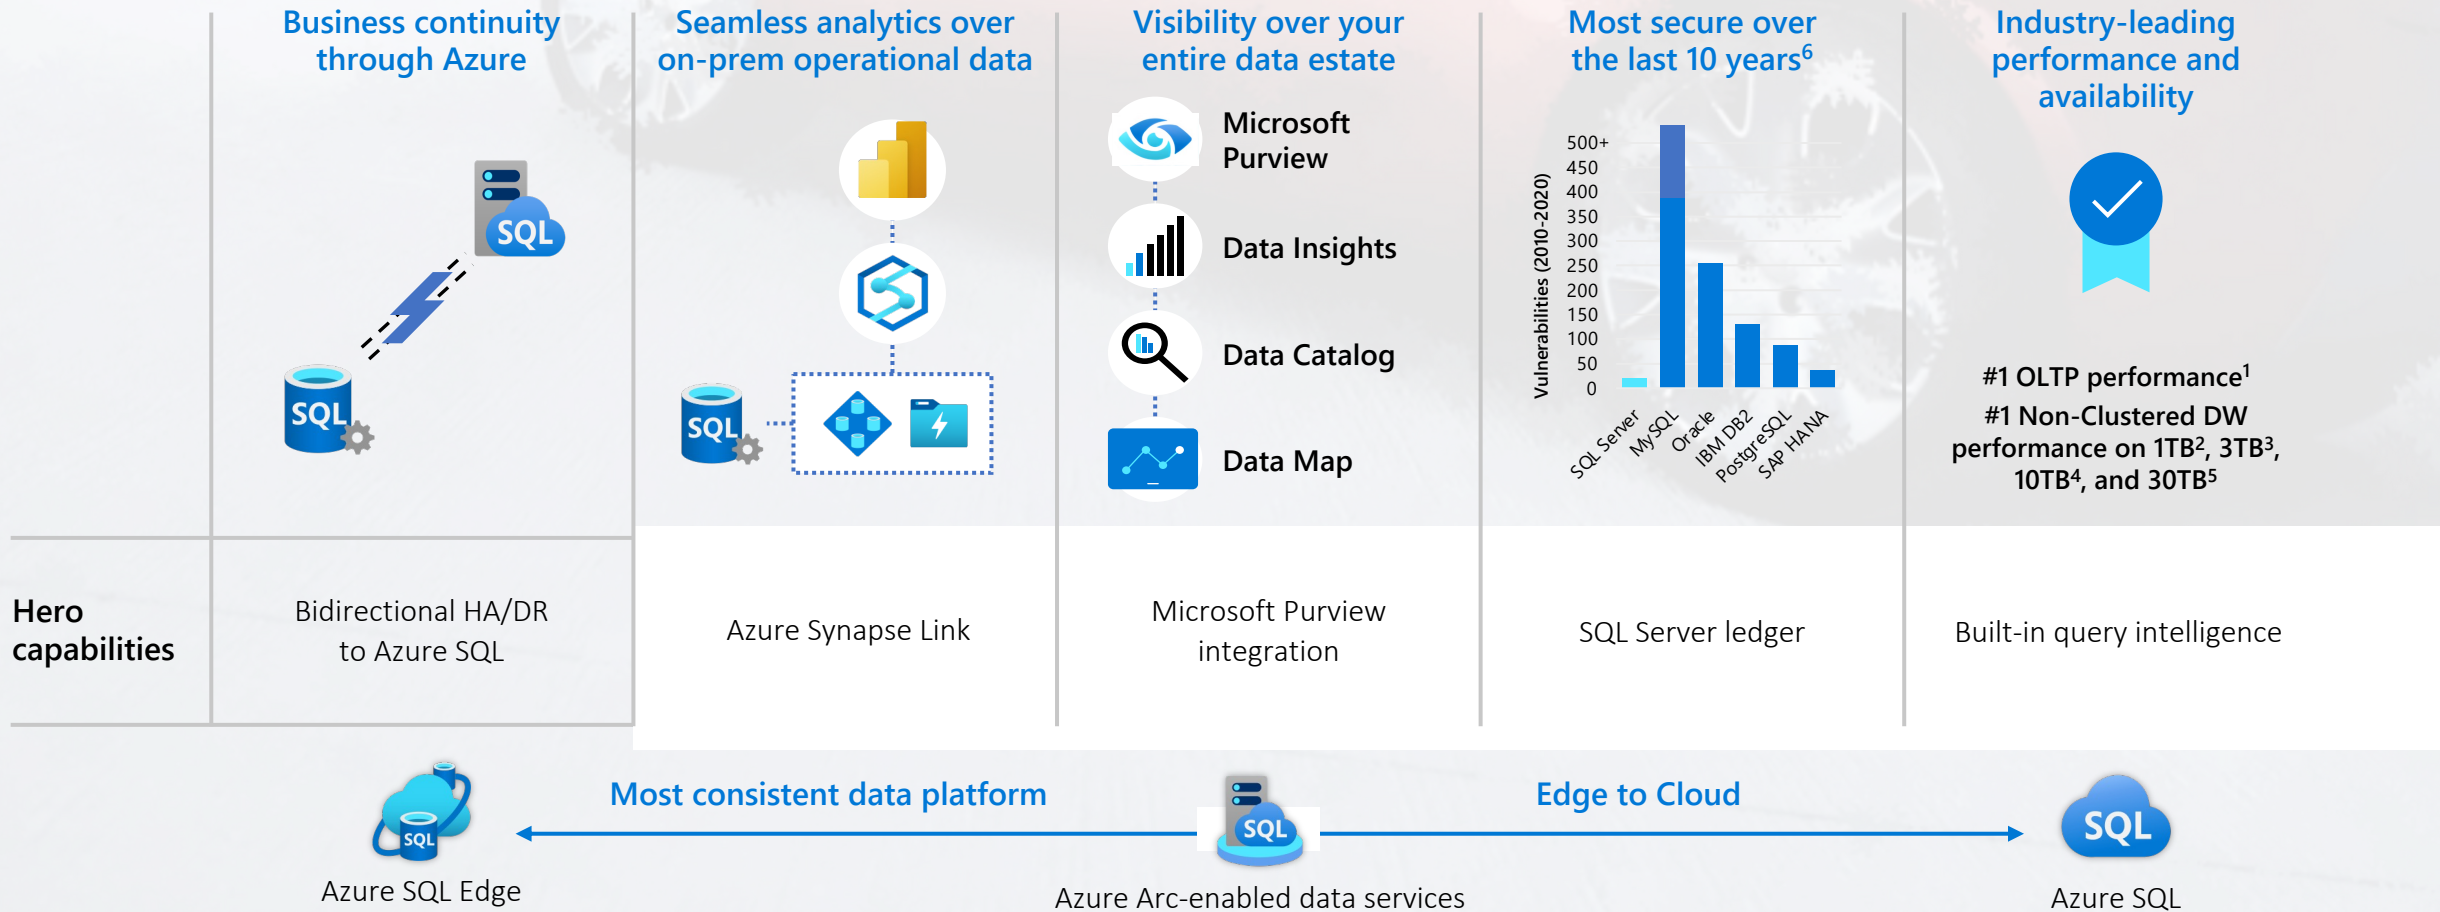 Business continuity
through Azure
Seamless analytics over
on-prem operational data
Visibility over your
entire data estate
Most secure over
the last 10 years6
Industry-leading
performance and
availability
SQL
SQL
SQL
Microsoft
Purview
Data Insights
Data Catalog
Data Map
Vulnerabilities (2010-2020)
500+
450
400
350
300
250
200
150
100
50
0
SQL Server
MySQL
Oracle
IBM DB2
PostgreSQL
SAP HANA
#1 OLTP performance1
#1 Non-Clustered DW
performance on 1TB2, 3TB3,
10TB4, and 30TB5
Hero
capabilities
Bidirectional HA/DR
to Azure SQL
Azure Synapse Link
Microsoft Purview
integration
SQL Server ledger
Built-in query intelligence
Most consistent data platform
Edge to Cloud
SQL
SQL
SQL
Azure SQL Edge
Azure Arc-enabled data services
Azure SQL